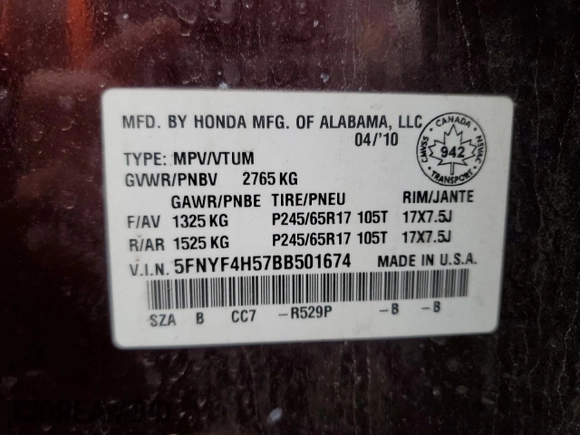 MFD. BY HONDA MFG. OF ALABAMA, LLC
04/'10
TYPE: MPV/VTUM
GVWR/PNBV 2765 KG
GAWR/PNBE TIRE/PNEU RIM/JANTE
F/AV 1325 KG P245/65R17 105T 17X7.5J
R/AR 1525 KG P245/65R17 105T 17X7.5J
V.I.N. 5FNYF4H57BB501674 MADE IN U.S.A.
SZA B CC7 -R529P -B -B
CANADA
CMVSS 942 NSVAC
TRANSPORT